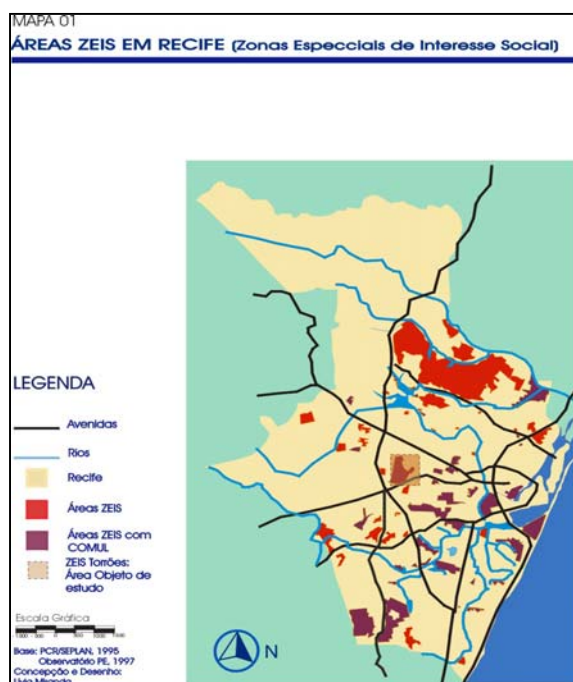 MAPA 01
ÁREAS ZEIS EM RECIFE (Zonas Especciais de Interesse Social)
LEGENDA
Avenidas
Rios
Recife
Áreas ZEIS
Áreas ZEIS com
COMUL
ZEIS Torrões:
Área Objeto de
estudo
Escala Gráfica
Base: PCR/SEPLAN, 1995
Observatório PE, 1997
Concepção e Desenho:
Lívia Miranda
N